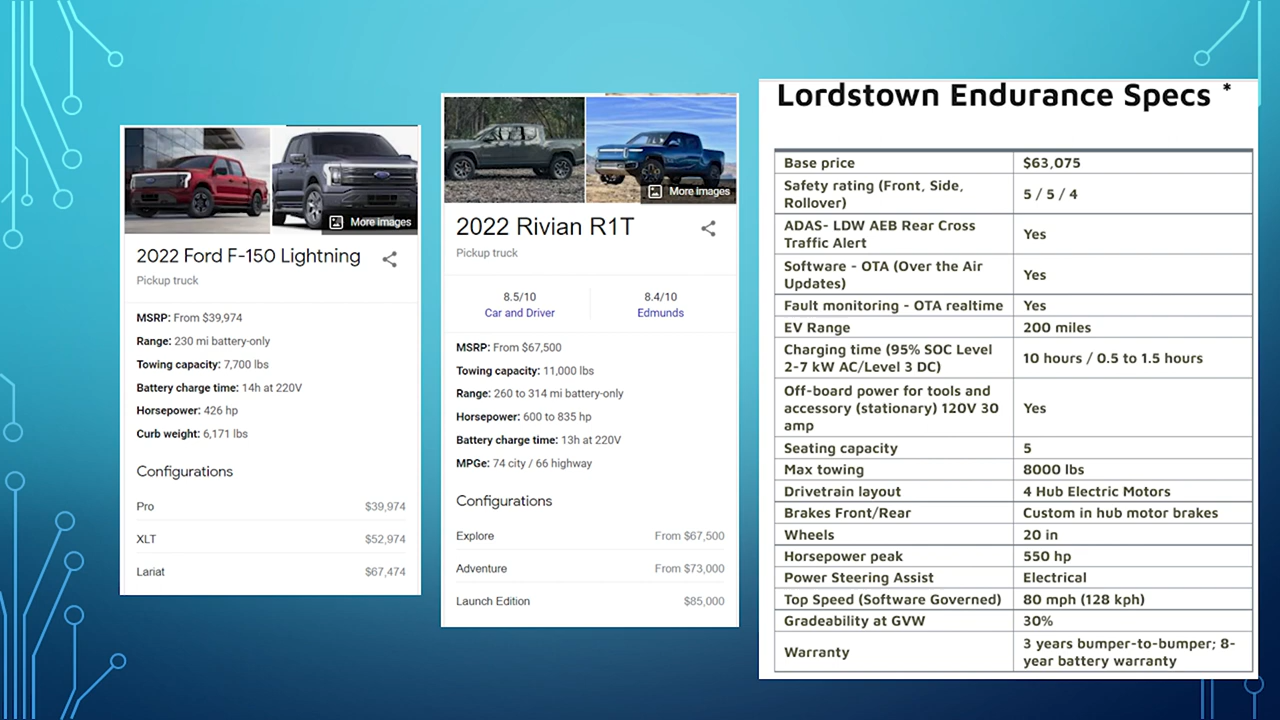 More images
2022 Ford F-150 Lightning
Pickup truck
MSRP: From $39,974
Range: 230 mi battery-only
Towing capacity: 7,700 lbs
Battery charge time: 14h at 220V
Horsepower: 426 hp
Curb weight: 6,171 lbs
Configurations
Pro $39,974
XLT $52,974
Lariat $67,474
More images
2022 Rivian R1T
Pickup truck
8.5/10 8.4/10
Car and Driver Edmunds
MSRP: From $67,500
Towing capacity: 11,000 lbs
Range: 260 to 314 mi battery-only
Horsepower: 600 to 835 hp
Battery charge time: 13h at 220V
MPGe: 74 city / 66 highway
Configurations
Explore From $67,500
Adventure From $73,000
Launch Edition $85,000
Lordstown Endurance Specs *
Base price $63,075
Safety rating (Front, Side,
Rollover) 5 / 5 / 4
ADAS- LDW AEB Rear Cross
Traffic Alert Yes
Software - OTA (Over the Air
Updates) Yes
Fault monitoring - OTA realtime Yes
EV Range 200 miles
Charging time (95% SOC Level
2-7 kW AC/Level 3 DC) 10 hours / 0.5 to 1.5 hours
Off-board power for tools and
accessory (stationary) 120V 30
amp Yes
Seating capacity 5
Max towing 8000 lbs
Drivetrain layout 4 Hub Electric Motors
Brakes Front/Rear Custom in hub motor brakes
Wheels 20 in
Horsepower peak 550 hp
Power Steering Assist Electrical
Top Speed (Software Governed) 80 mph (128 kph)
Gradeability at GVW 30%
Warranty 3 years bumper-to-bumper; 8-
year battery warranty